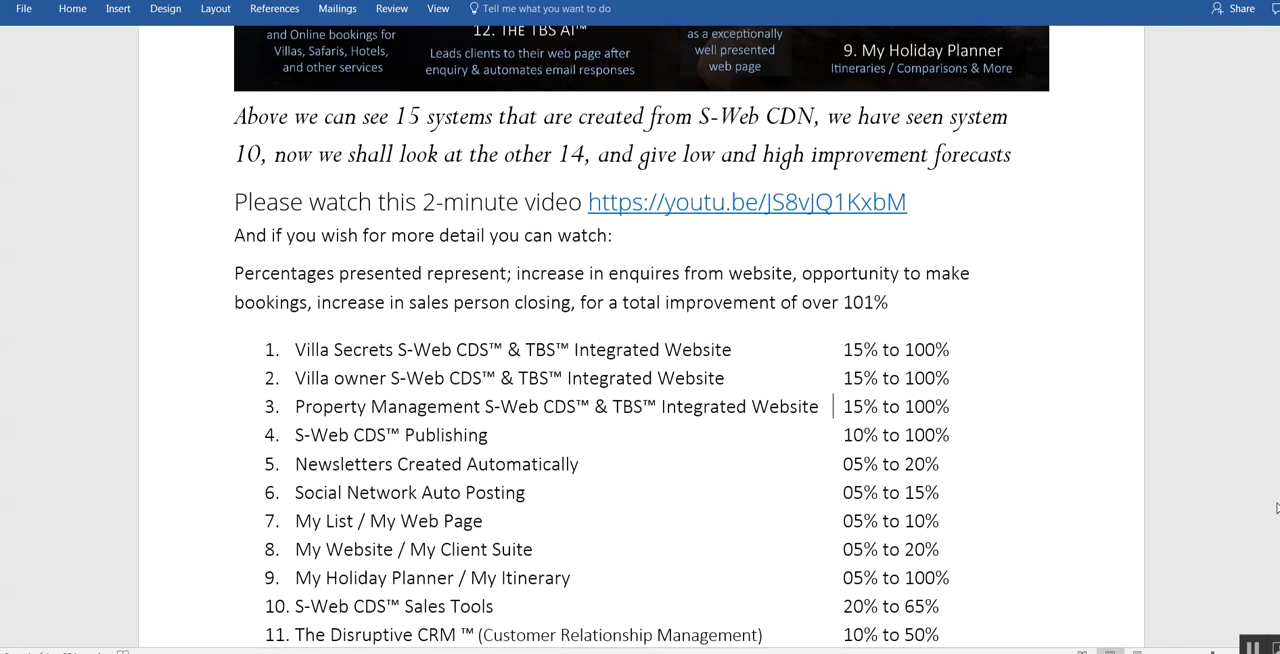 File Home Insert Design Layout References Mailings Review View Tell me what you want to do Share
and Online bookings for
Villas, Safaris, Hotels,
and other services
12. THE TBS AI™
Leads clients to their web page after
enquiry & automates email responses
as a exceptionally
well presented
web page
9. My Holiday Planner
Itineraries / Comparisons & More
Above we can see 15 systems that are created from S-Web CDN, we have seen system
10, now we shall look at the other 14, and give low and high improvement forecasts
Please watch this 2-minute video https://youtu.be/JS8vJQ1KxbM
And if you wish for more detail you can watch:
Percentages presented represent; increase in enquires from website, opportunity to make
bookings, increase in sales person closing, for a total improvement of over 101%
1. Villa Secrets S-Web CDS™ & TBS™ Integrated Website 15% to 100%
2. Villa owner S-Web CDS™ & TBS™ Integrated Website 15% to 100%
3. Property Management S-Web CDS™ & TBS™ Integrated Website 15% to 100%
4. S-Web CDS™ Publishing 10% to 100%
5. Newsletters Created Automatically 05% to 20%
6. Social Network Auto Posting 05% to 15%
7. My List / My Web Page 05% to 10%
8. My Website / My Client Suite 05% to 20%
9. My Holiday Planner / My Itinerary 05% to 100%
10. S-Web CDS™ Sales Tools 20% to 65%
11. The Disruptive CRM ™ (Customer Relationship Management) 10% to 50%